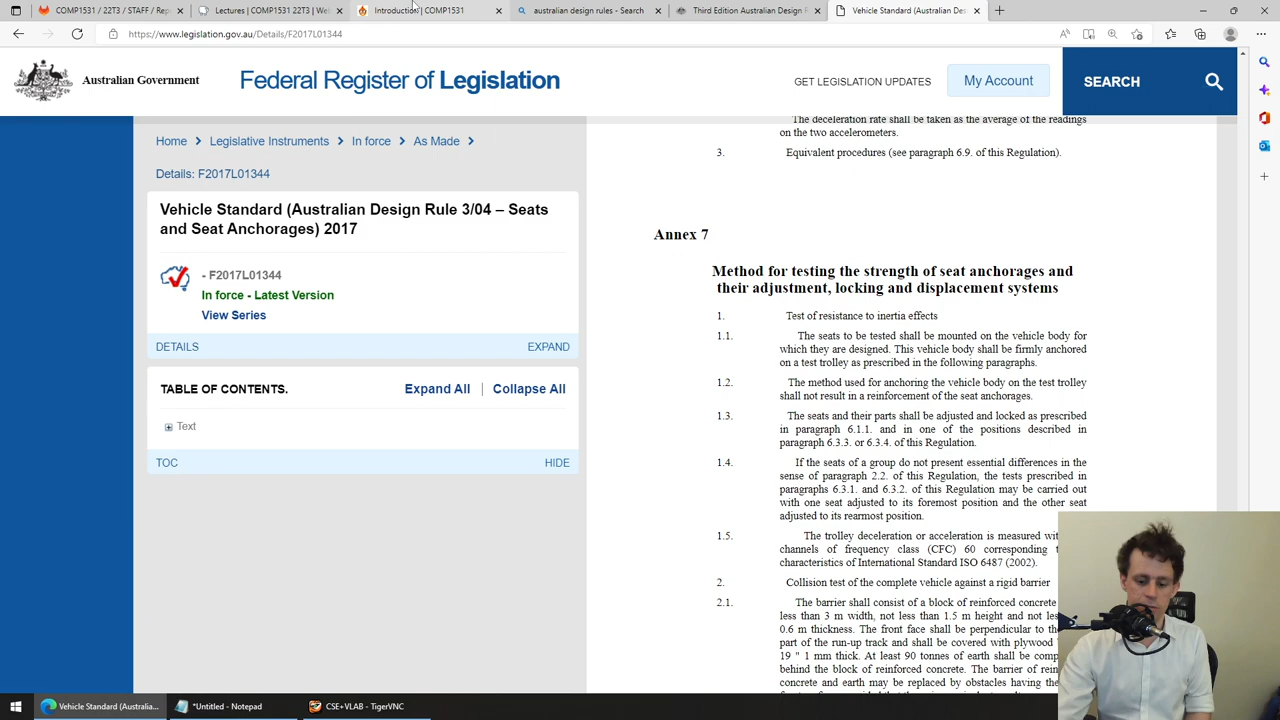 COMP1531 / 22T3 / STAFF / Rep
Lectures | COMP1531 22T3 | Web
Introduction | COMP1531
australian design rules - Search
Third Edition Australian Design R
Vehicle Standard (Australian Des
https://www.legislation.gov.au/Details/F2017L01344
Australian Government
Federal Register of Legislation
GET LEGISLATION UPDATES
My Account
SEARCH
Home > Legislative Instruments > In force > As Made >
Details: F2017L01344
Vehicle Standard (Australian Design Rule 3/04 – Seats
and Seat Anchorages) 2017
- F2017L01344
In force - Latest Version
View Series
DETAILS
EXPAND
TABLE OF CONTENTS.
Expand All | Collapse All
Text
TOC
HIDE
The deceleration rate shall be taken as the average of the readings
on the two accelerometers.
3. Equivalent procedures (see paragraph 6.9. of this Regulation).
Annex 7
Method for testing the strength of seat anchorages and
their adjustment, locking and displacement systems
1. Test of resistance to inertia effects
1.1. The seats to be tested shall be mounted on the vehicle body for
which they are designed. This vehicle body shall be firmly anchored
on a test trolley as prescribed in the following paragraphs.
1.2. The method used for anchoring the vehicle body on the test trolley
shall not result in a reinforcement of the seat anchorages.
1.3. The seats and their parts shall be adjusted and locked as prescribed
in paragraph 6.1.1. and in one of the positions described in
paragraph 6.3.3. or 6.3.4. of this Regulation.
1.4. If the seats of a group do not present essential differences in the
sense of paragraph 2.2. of this Regulation, the tests prescribed in
paragraphs 6.3.1. and 6.3.2. of this Regulation may be carried out
with one seat adjusted to its foremost position and the other seat
adjusted to its rearmost position.
1.5. The trolley deceleration or acceleration is measured wit
channels of frequency class (CFC) 60 corresponding t
characteristics of International Standard ISO 6487 (2002).
2. Collision test of the complete vehicle against a rigid barrier
2.1. The barrier shall consist of a block of reinforced concrete
less than 3 m width, not less than 1.5 m height and not les
0.6 m thickness. The front face shall be perpendicular to the
part of the run-up track and shall be covered with plywood
19 " 1 mm thick. At least 90 tonnes of earth shall be comp
behind the block of reinforced concrete. The barrier of rein
concrete and earth may be replaced by obstacles having the
Vehicle Standard (Australia...
*Untitled - Notepad
CSE+VLAB - TigerVNC